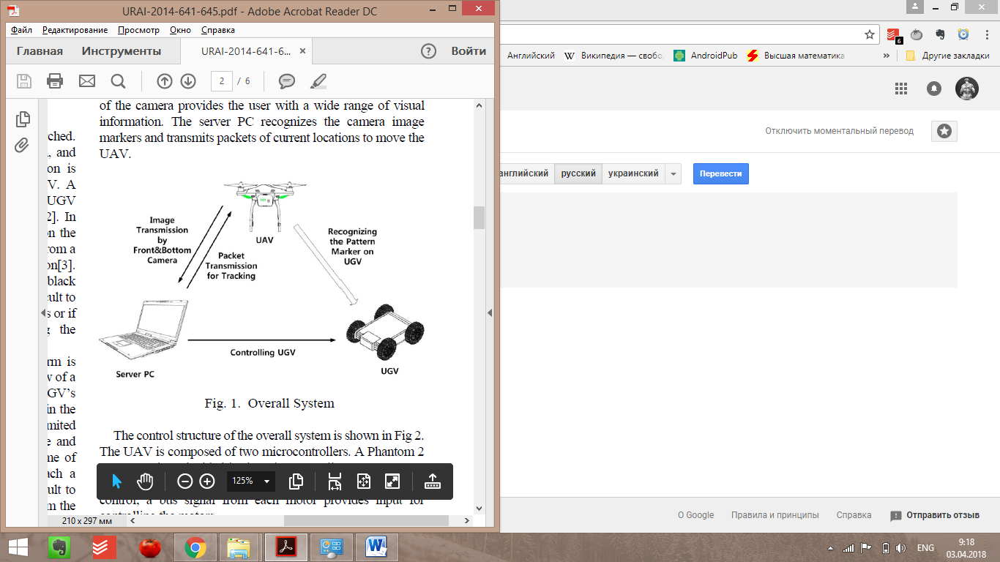 URAI-2014-641-645.pdf - Adobe Acrobat Reader DC
Файл Редактирование Просмотр Окно Справка
Главная Инструменты URAI-2014-641-6... × ? Войти
2 / 6
of the camera provides the user with a wide range of visual
information. The server PC recognizes the camera image
markers and transmits packets of current locations to move the
UAV.
ched.
, and
on is
V. A
UGV
2]. In
on the
rom a
on[3].
black
cult to
s or if
g the
rm is
w of a
GV's
in the
mited
e and
me of
ach a
ult to
m the
Image
Transmission
by
Front&Bottom
Camera
Packet
Transmission
for Tracking
UAV
Recognizing
the Pattern
Marker on
UGV
Controlling UGV
Server PC
UGV
Fig. 1. Overall System
The control structure of the overall system is shown in Fig 2.
The UAV is composed of two microcontrollers. A Phantom 2
125%
control, a bus signal from each motor provides input for
210 x 297 мм
6
Английский Википедия — свобо AndroidPub Высшая математика » Другие закладки
Отключить моментальный перевод
английский русский украинский Перевести
О Google Правила и принципы Справка Отправить отзыв
ENG
9:18
03.04.2018